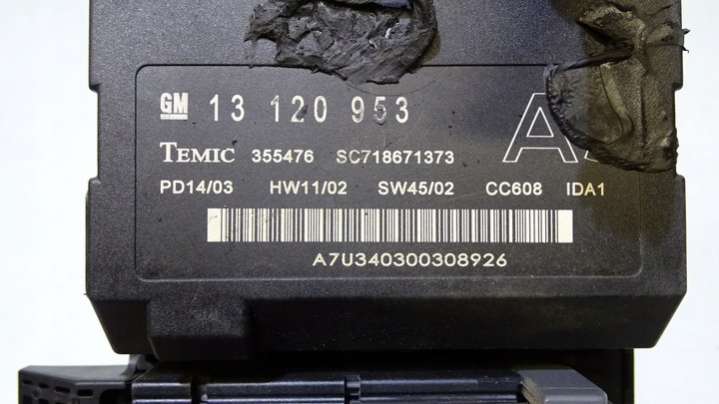 GM 13 120 953
TEMIC 355476 SC718671373
PD14/03 HW11/02 SW45/02 CC608 IDA1
A7U340300308926